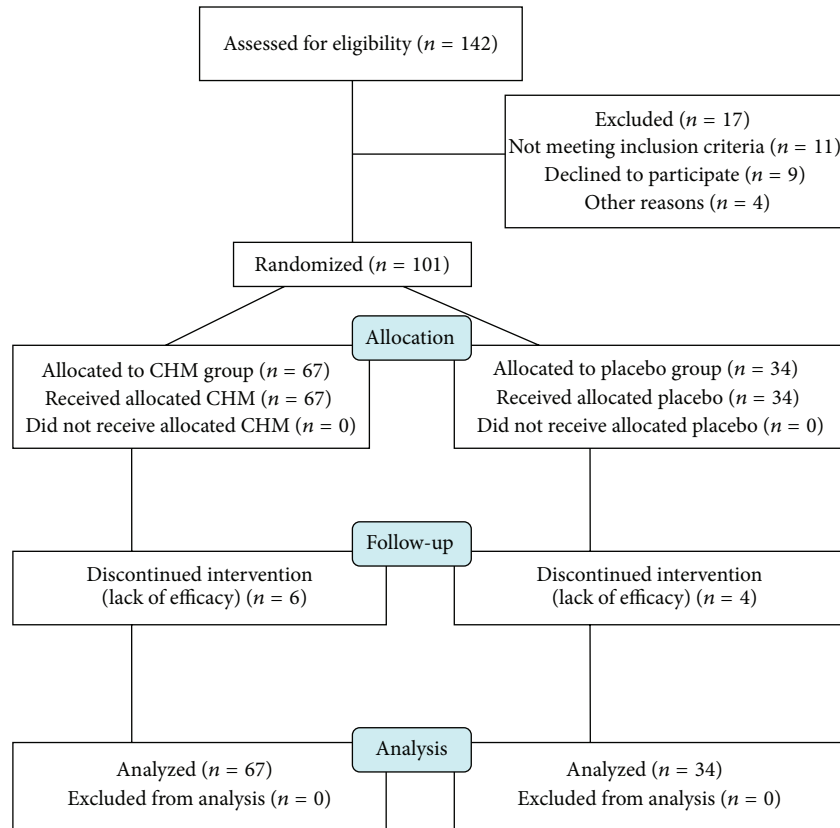 Assessed for eligibility (n = 142)
Excluded (n = 17)
Not meeting inclusion criteria (n = 11)
Declined to participate (n = 9)
Other reasons (n = 4)
Randomized (n = 101)
Allocation
Allocated to CHM group (n = 67)
Received allocated CHM (n = 67)
Did not receive allocated CHM (n = 0)
Allocated to placebo group (n = 34)
Received allocated placebo (n = 34)
Did not receive allocated placebo (n = 0)
Follow-up
Discontinued intervention
(lack of efficacy) (n = 6)
Discontinued intervention
(lack of efficacy) (n = 4)
Analysis
Analyzed (n = 67)
Excluded from analysis (n = 0)
Analyzed (n = 34)
Excluded from analysis (n = 0)